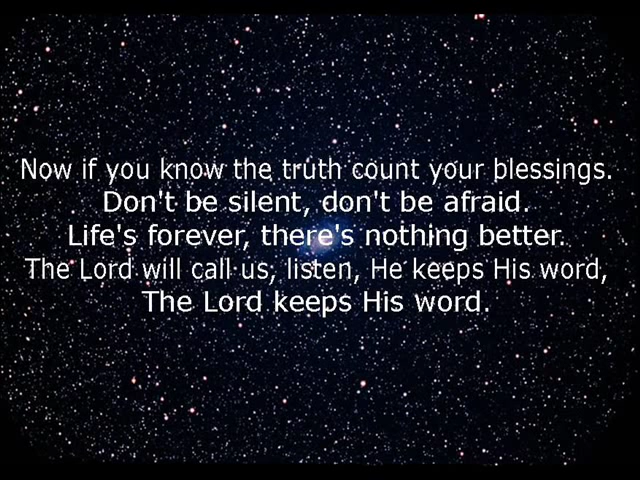 Now if you know the truth count your blessings.
Don't be silent, don't be afraid.
Life's forever, there's nothing better.
The Lord will call us, listen, He keeps His word,
The Lord keeps His word.